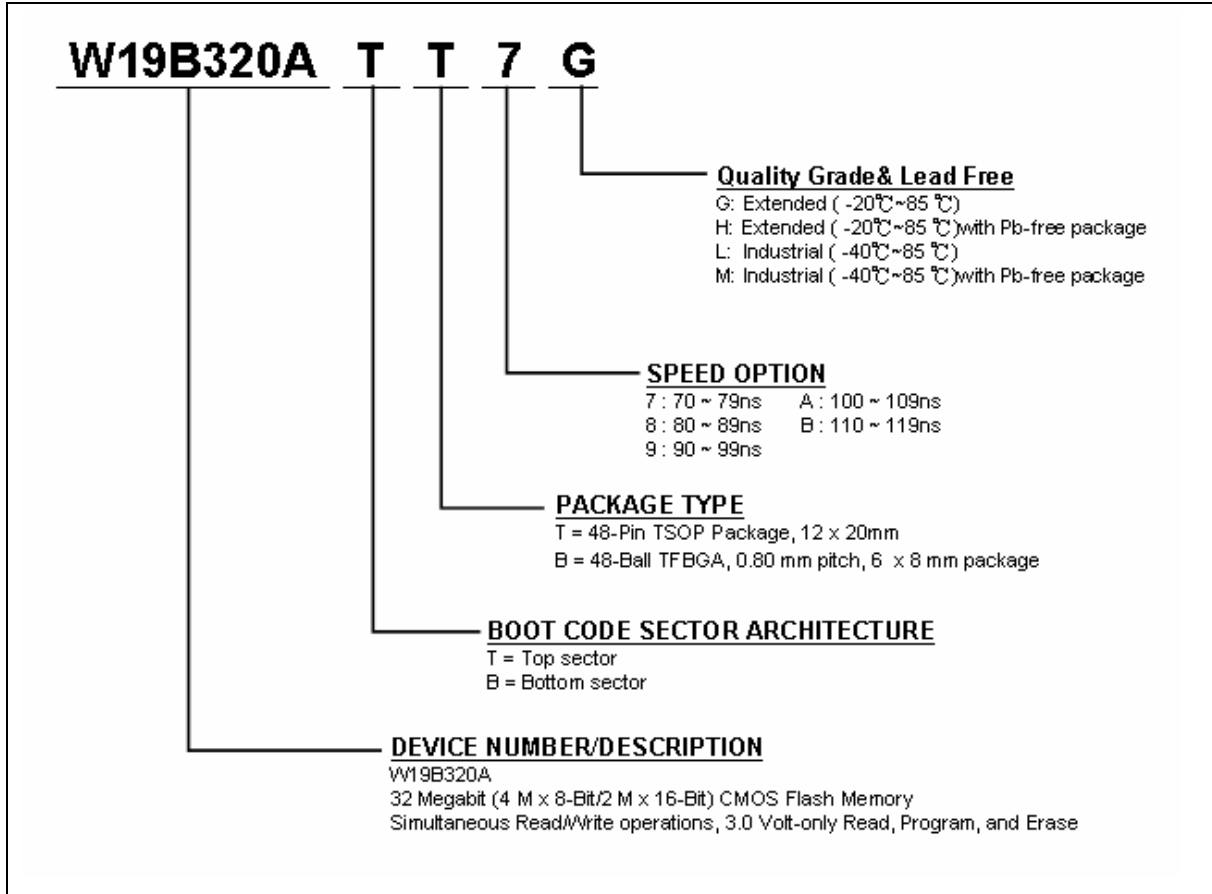 W19B320A T T 7 G
Quality Grade& Lead Free
G: Extended ( -20℃~85 ℃)
H: Extended ( -20℃~85 ℃)with Pb-free package
L: Industrial ( -40℃~85 ℃)
M: Industrial ( -40℃~85 ℃)with Pb-free package
SPEED OPTION
7 : 70 ~ 79ns A : 100 ~ 109ns
8 : 80 ~ 89ns B : 110 ~ 119ns
9 : 90 ~ 99ns
PACKAGE TYPE
T = 48-Pin TSOP Package, 12 x 20mm
B = 48-Ball TFBGA, 0.80 mm pitch, 6 x 8 mm package
BOOT CODE SECTOR ARCHITECTURE
T = Top sector
B = Bottom sector
DEVICE NUMBER/DESCRIPTION
W19B320A
32 Megabit (4 M x 8-Bit/2 M x 16-Bit) CMOS Flash Memory
Simultaneous Read/Write operations, 3.0 Volt-only Read, Program, and Erase